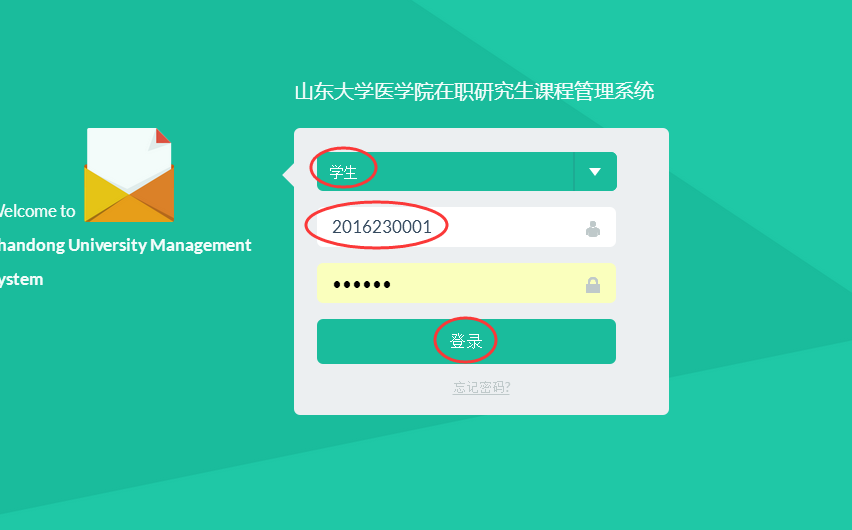 山东大学医学院在职研究生课程管理系统
学生
elcome to
2016230001
handong University Management
ystem
••••••
登录
忘记密码?